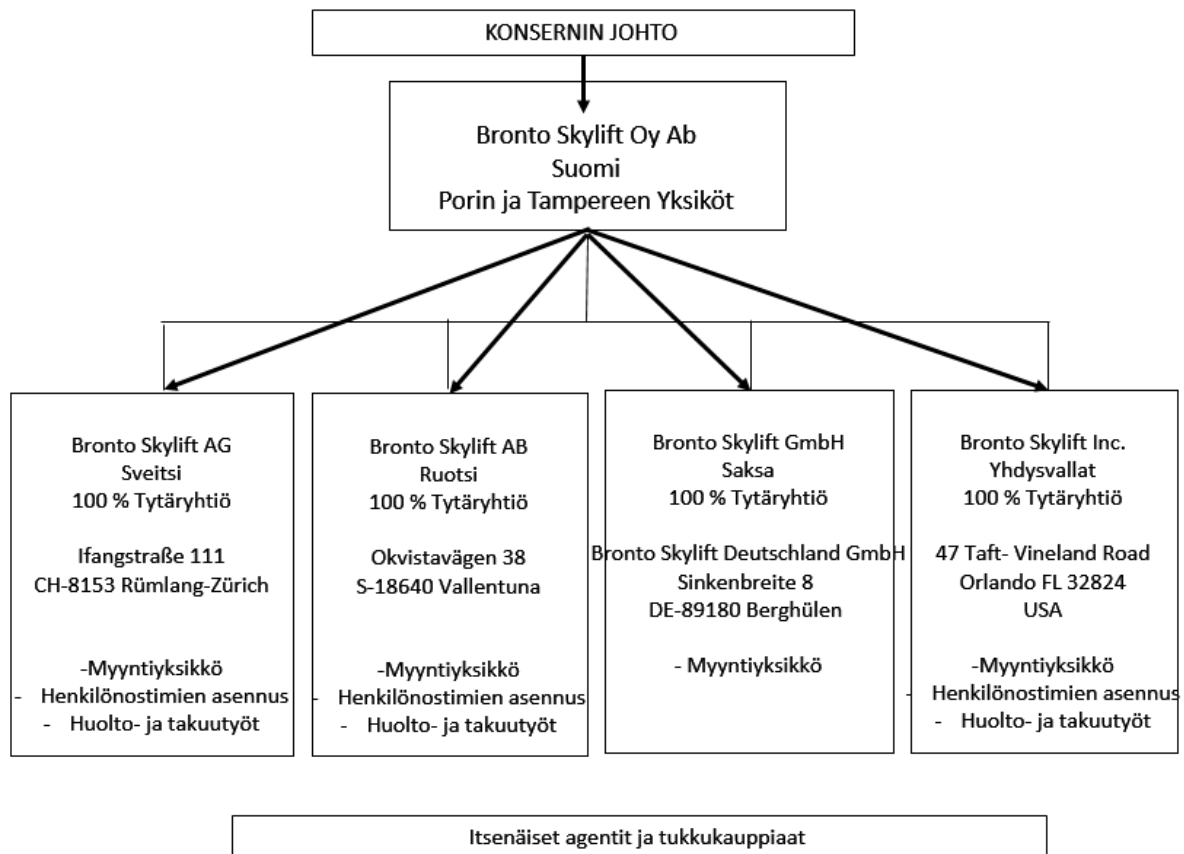 KONSERNIN JOHTO
Bronto Skylift Oy Ab
Suomi
Porin ja Tampereen Yksiköt
Bronto Skylift AG
Sveitsi
100 % Tytäryhtiö
Ifangstraße 111
CH-8153 Rümlang-Zürich
-Myyntiyksikkö
- Henkilönostimien asennus
- Huolto- ja takuutyöt
Bronto Skylift AB
Ruotsi
100 % Tytäryhtiö
Okvistavägen 38
S-18640 Vallentuna
-Myyntiyksikkö
- Henkilönostimien asennus
- Huolto- ja takuutyöt
Bronto Skylift GmbH
Saksa
100 % Tytäryhtiö
Bronto Skylift Deutschland GmbH
Sinkenbreite 8
DE-89180 Berghülen
- Myyntiyksikkö
Bronto Skylift Inc.
Yhdysvallat
100 % Tytäryhtiö
47 Taft- Vineland Road
Orlando FL 32824
USA
-Myyntiyksikkö
- Henkilönostimien asennus
- Huolto- ja takuutyöt
Itsenäiset agentit ja tukkukauppiaat